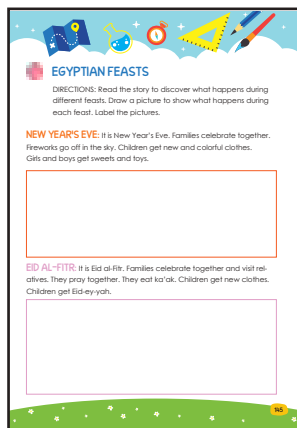 EGYPTIAN FEASTS
DIRECTIONS: Read the story to discover what happens during
different feasts. Draw a picture to show what happens during
each feast. Label the pictures.
NEW YEAR'S EVE: It is New Year's Eve. Families celebrate together.
Fireworks go off in the sky. Children get new and colorful clothes.
Girls and boys get sweets and toys.
EID AL-FITR: It is Eid al-Fitr. Families celebrate together and visit rel-
atives. They pray together. They eat ka'ak. Children get new clothes.
Children get Eid-ey-yah.
145